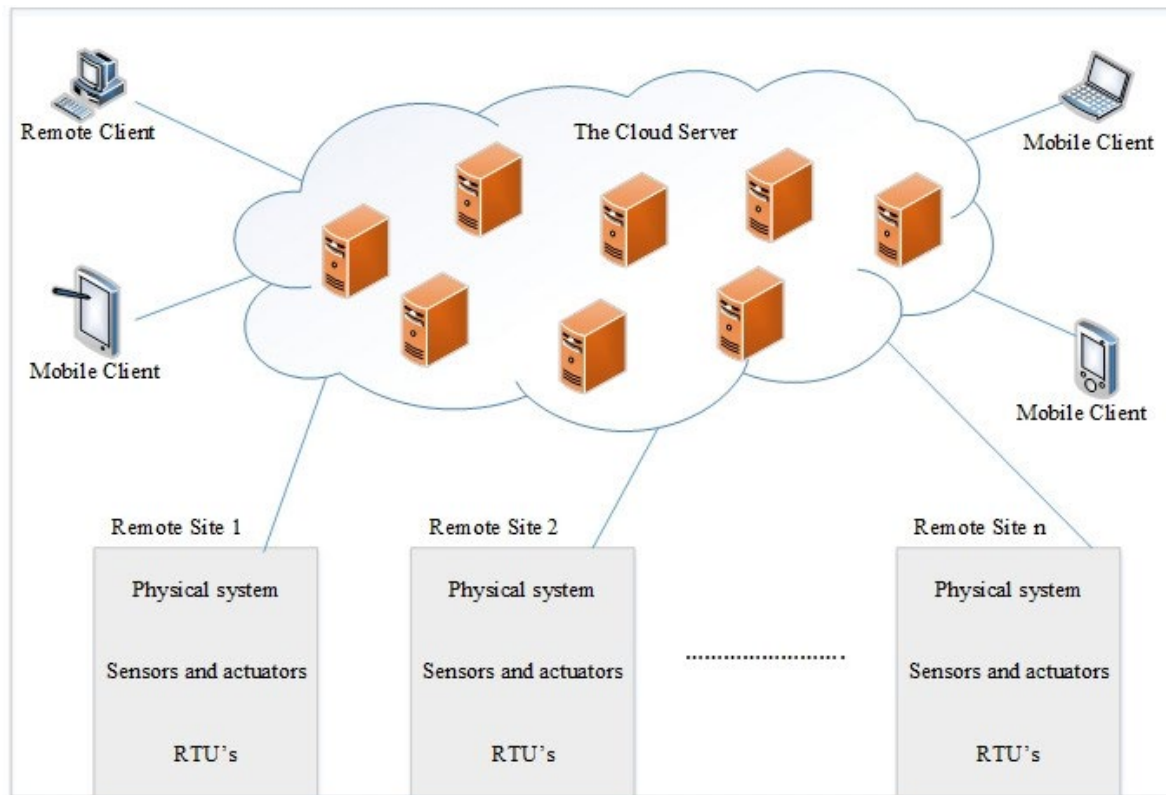 The Cloud Server
Remote Client
Mobile Client
Mobile Client
Mobile Client
Remote Site 1
Physical system
Sensors and actuators
RTU’s
Remote Site 2
Physical system
Sensors and actuators
RTU’s
............................
Remote Site n
Physical system
Sensors and actuators
RTU’s